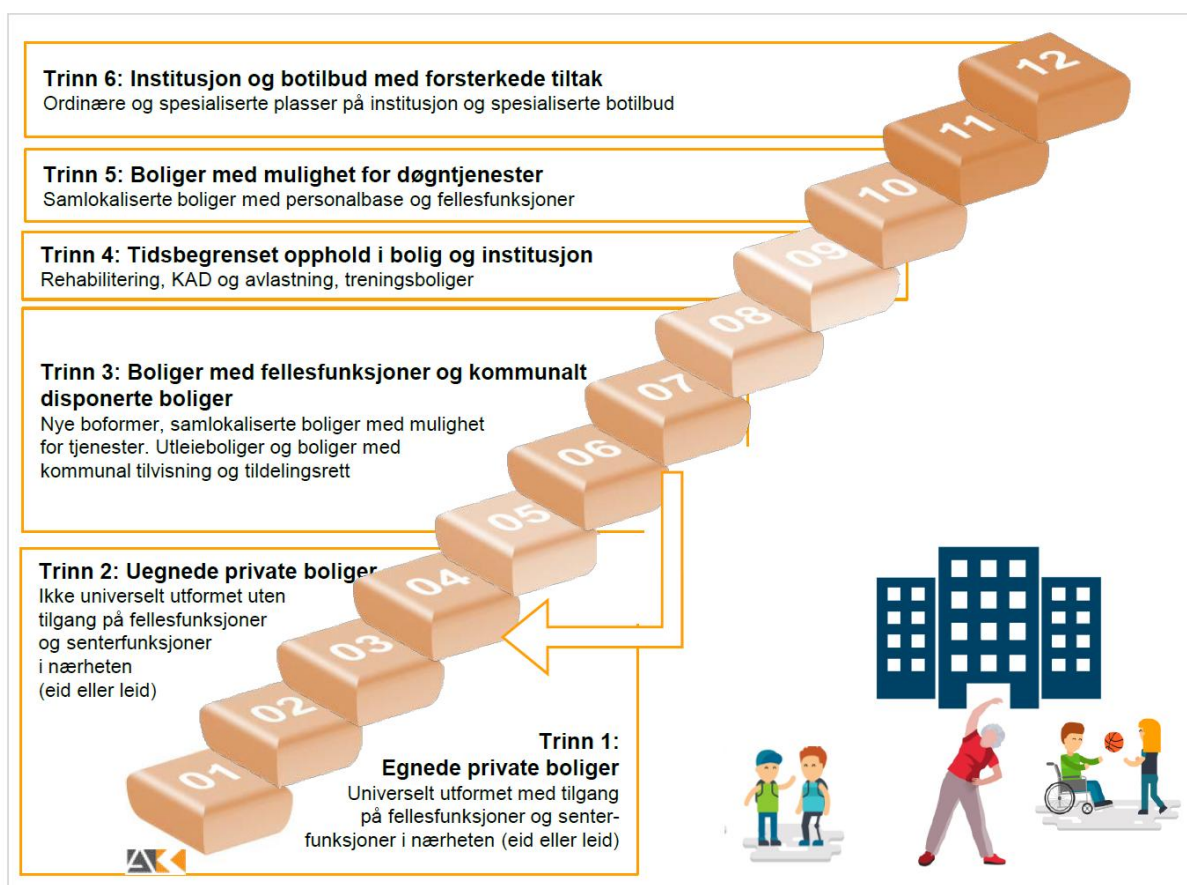 Trinn 6: Institusjon og botilbud med forsterkede tiltak
Ordinære og spesialiserte plasser på institusjon og spesialiserte botilbud
Trinn 5: Boliger med mulighet for døgntjenester
Samlokaliserte boliger med personalbase og fellesfunksjoner
Trinn 4: Tidsbegrenset opphold i bolig og institusjon
Rehabilitering, KAD og avlastning, treningsboliger
Trinn 3: Boliger med fellesfunksjoner og kommunalt
disponerte boliger
Nye boformer, samlokaliserte boliger med mulighet
for tjenester. Utleieboliger og boliger med
kommunal tilvisning og tildelingsrett
Trinn 2: Uegnede private boliger
Ikke universelt utformet uten
tilgang på fellesfunksjoner
og senterfunksjoner
i nærheten
(eid eller leid)
Trinn 1:
Egnede private boliger
Universelt utformet med tilgang
på fellesfunksjoner og senter-
funksjoner i nærheten (eid eller leid)
12
11
10
09
08
07
06
05
04
03
02
01